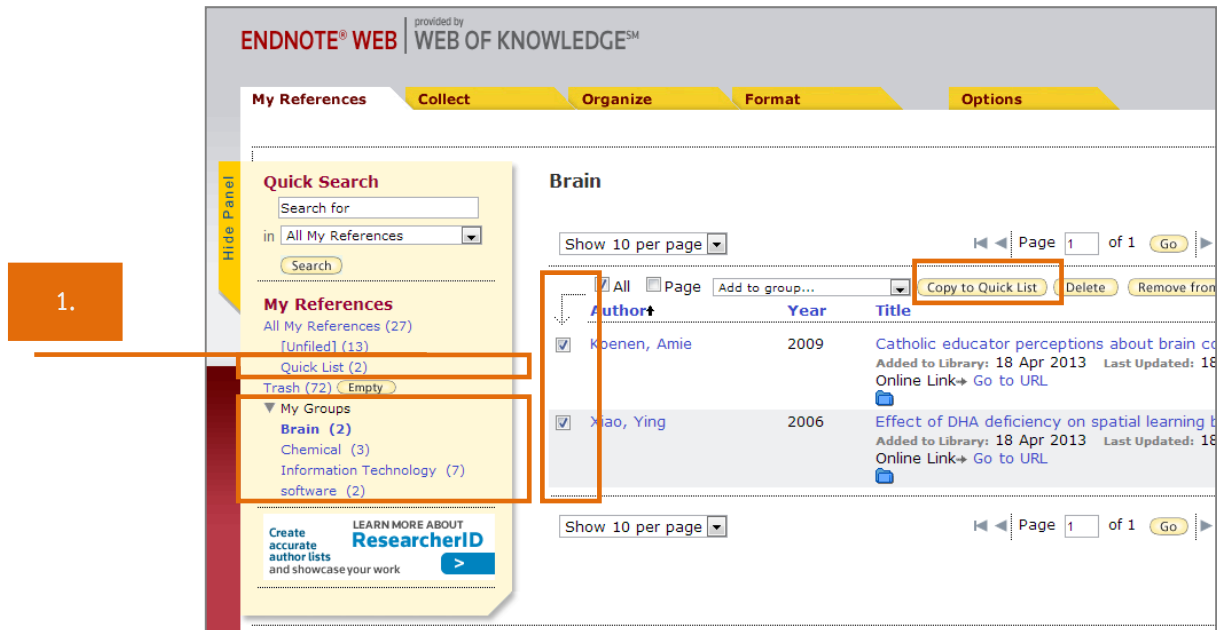 provided by
ENDNOTE® WEB WEB OF KNOWLEDGE℠
My References Collect Organize Format Options
Hide Panel
Quick Search
Search for
in All My References
Search
My References
All My References (27)
[Unfiled] (13)
Quick List (2)
Trash (72) Empty
▼ My Groups
Brain (2)
Chemical (3)
Information Technology (7)
software (2)
Create accurate author lists and showcase your work
LEARN MORE ABOUT
ResearcherID
>
1.
Brain
Show 10 per page Page 1 of 1 Go
All Page Add to group... Copy to Quick List Delete Remove from
Author Year Title
Koenen, Amie 2009 Catholic educator perceptions about brain co
Added to Library: 18 Apr 2013 Last Updated: 18
Online Link→ Go to URL
Xiao, Ying 2006 Effect of DHA deficiency on spatial learning b
Added to Library: 18 Apr 2013 Last Updated: 18
Online Link→ Go to URL
Show 10 per page Page 1 of 1 Go